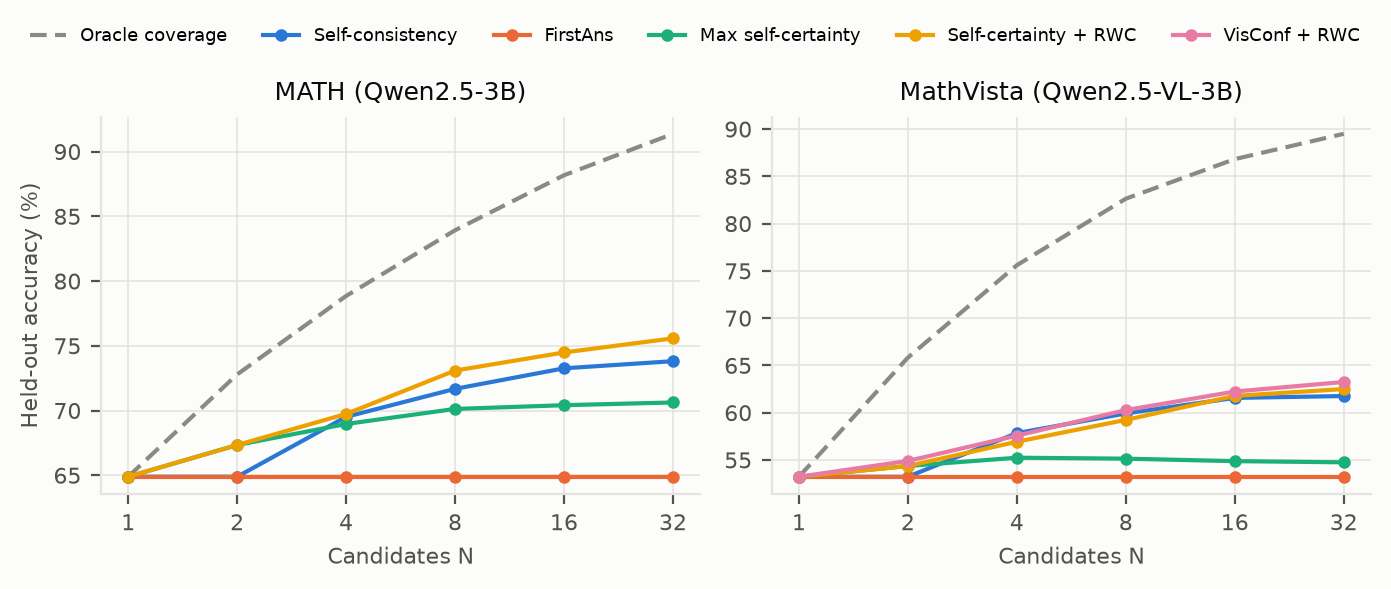 Oracle coverage Self-consistency FirstAns Max self-certainty Self-certainty + RWC VisConf + RWC
MATH (Qwen2.5-3B)
Held-out accuracy (%)
90
85
80
75
70
65
1 2 4 8 16 32
Candidates N
MathVista (Qwen2.5-VL-3B)
90
85
80
75
70
65
60
55
1 2 4 8 16 32
Candidates N